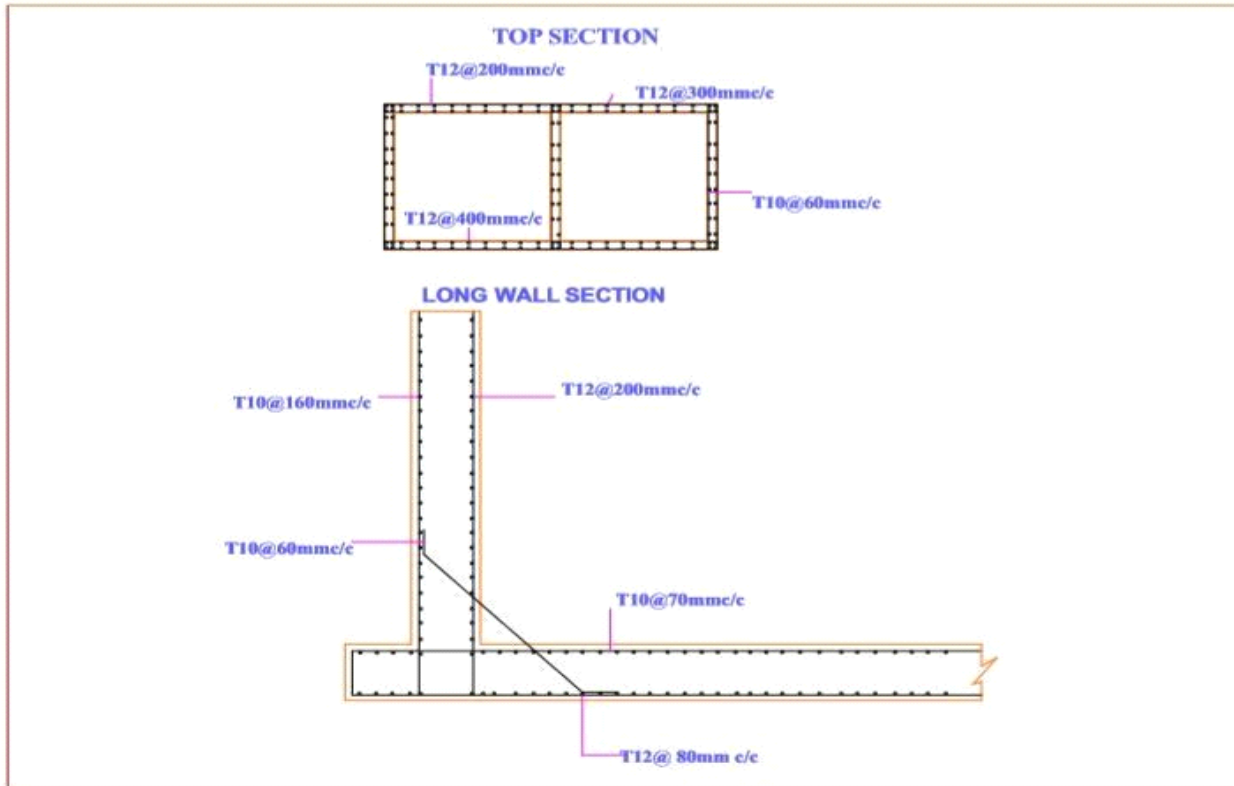 TOP SECTION
T12@200mmc/c
T12@300mmc/c
T10@60mmc/c
T12@400mmc/c
LONG WALL SECTION
T12@200mmc/c
T10@160mmc/c
T10@60mmc/c
T10@70mmc/c
T12@ 80mm c/c